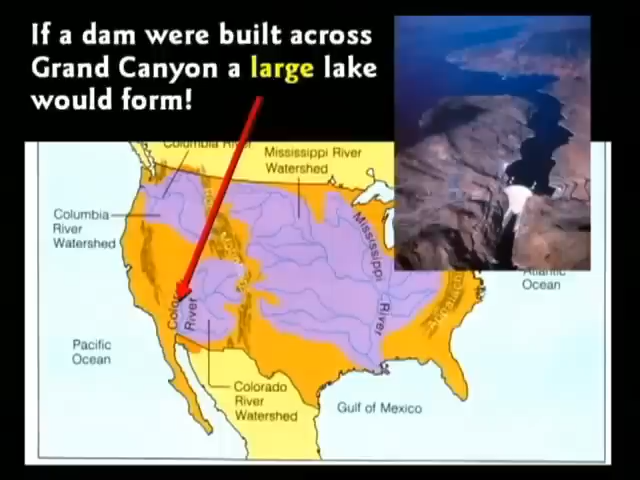 If a dam were built across
Grand Canyon a large lake
would form!
Columbia River
Mississippi River
Watershed
Columbia
River
Watershed
Mississippi
River
River
Atlantic
Ocean
Pacific
Ocean
Colorado
River
Watershed
Gulf of Mexico